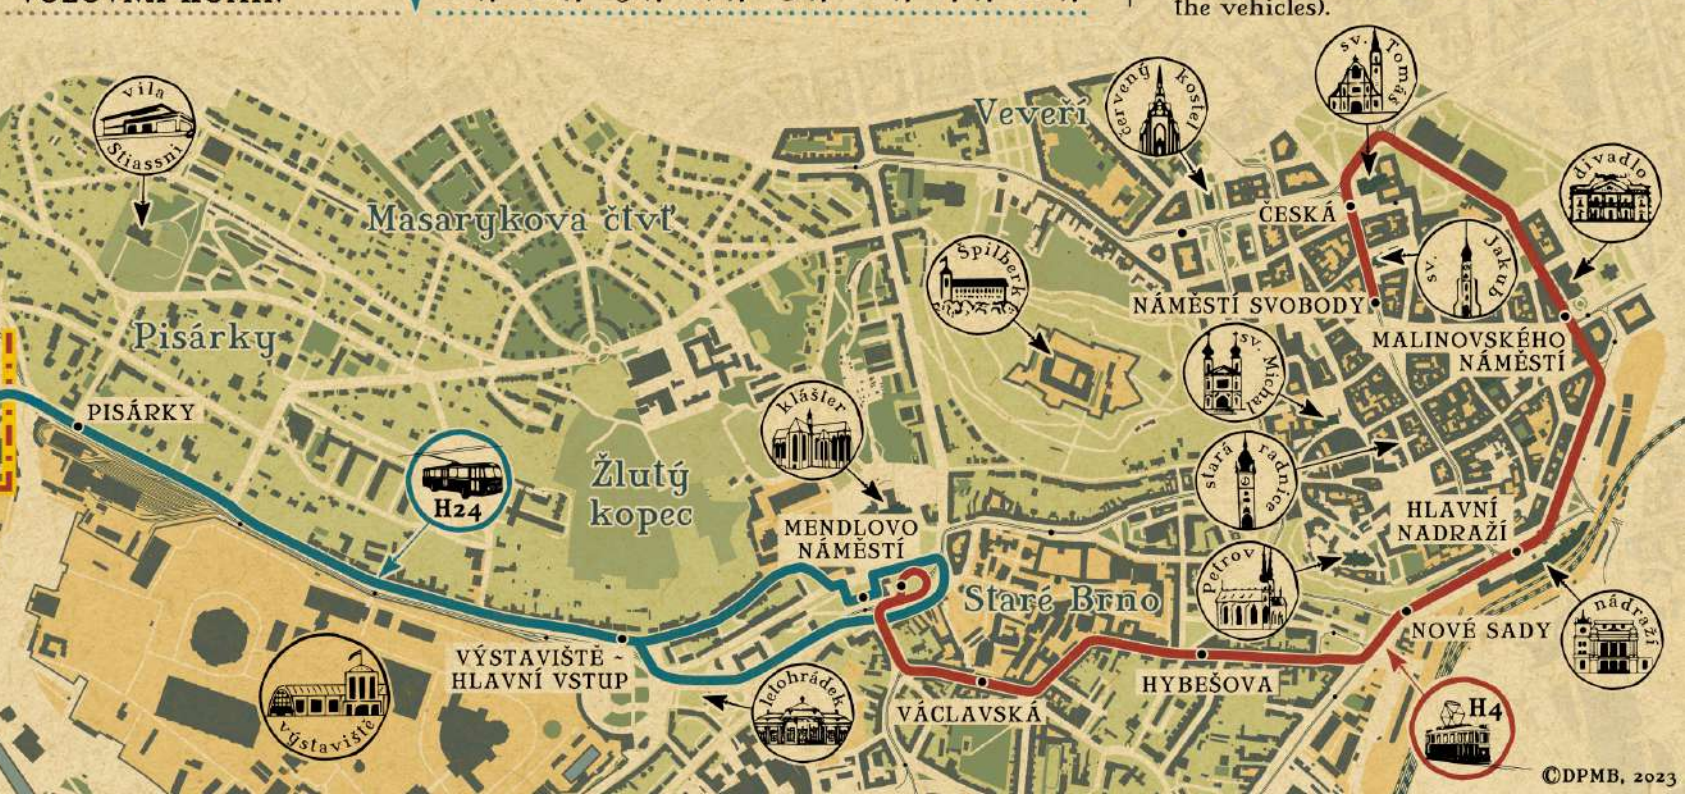 the vehicles).
vila
Stiassni
Masarykova čtvť
Pisárky
PISÁRKY
H24
Žlutý
kopec
klášter
MENDLOVO
NÁMĚSTÍ
VÝSTAVIŠTĚ -
HLAVNÍ VSTUP
výstaviště
letohrádek
Veveří
červený kostel
sv. Tomáš
divadlo
ČESKÁ
sv. Jakub
Špilberk
NÁMĚSTÍ SVOBODY
MALINOVSKÉHO
NÁMĚSTÍ
sv. Michal
stará radnice
HLAVNÍ
NADRAŽÍ
Petrov
Staré Brno
NOVÉ SADY
nádraží
HYBEŠOVA
VÁCLAVSKÁ
H4
©DPMB, 2023